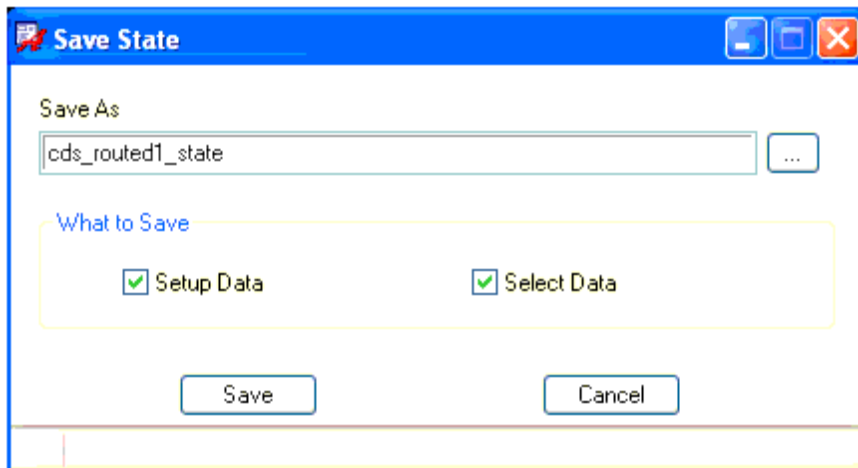 Save State
Save As
cds_routed1_state
...
What to Save
Setup Data Select Data
Save Cancel